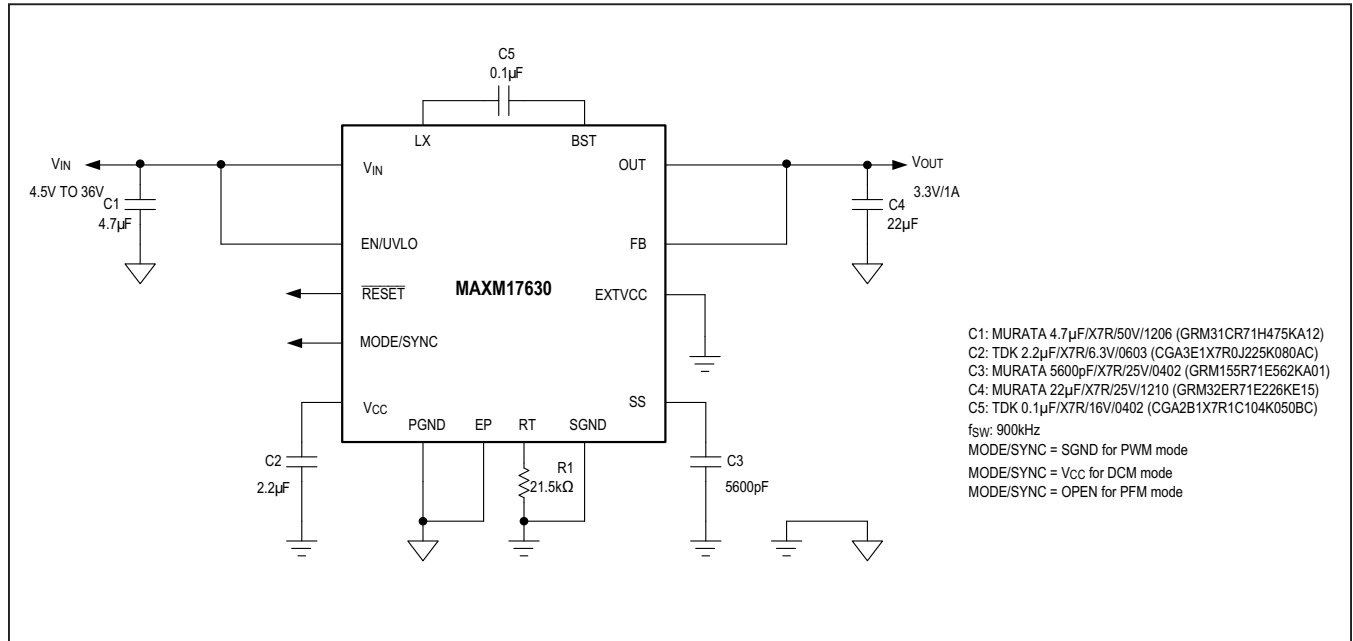 C5
0.1µF
LX
BST
VIN
4.5V TO 36V
C1
4.7µF
VIN
OUT
VOUT
3.3V/1A
C4
22µF
EN/UVLO
FB
MAXM17630
RESET
EXTVCC
MODE/SYNC
VCC
SS
PGND
EP
RT
SGND
C2
2.2µF
R1
21.5kΩ
C3
5600pF
C1: MURATA 4.7µF/X7R/50V/1206 (GRM31CR71H475KA12)
C2: TDK 2.2µF/X7R/6.3V/0603 (CGA3E1X7R0J225K080AC)
C3: MURATA 5600pF/X7R/25V/0402 (GRM155R71E562KA01)
C4: MURATA 22µF/X7R/25V/1210 (GRM32ER71E226KE15)
C5: TDK 0.1µF/X7R/16V/0402 (CGA2B1X7R1C104K050BC)
fSW: 900kHz
MODE/SYNC = SGND for PWM mode
MODE/SYNC = VCC for DCM mode
MODE/SYNC = OPEN for PFM mode